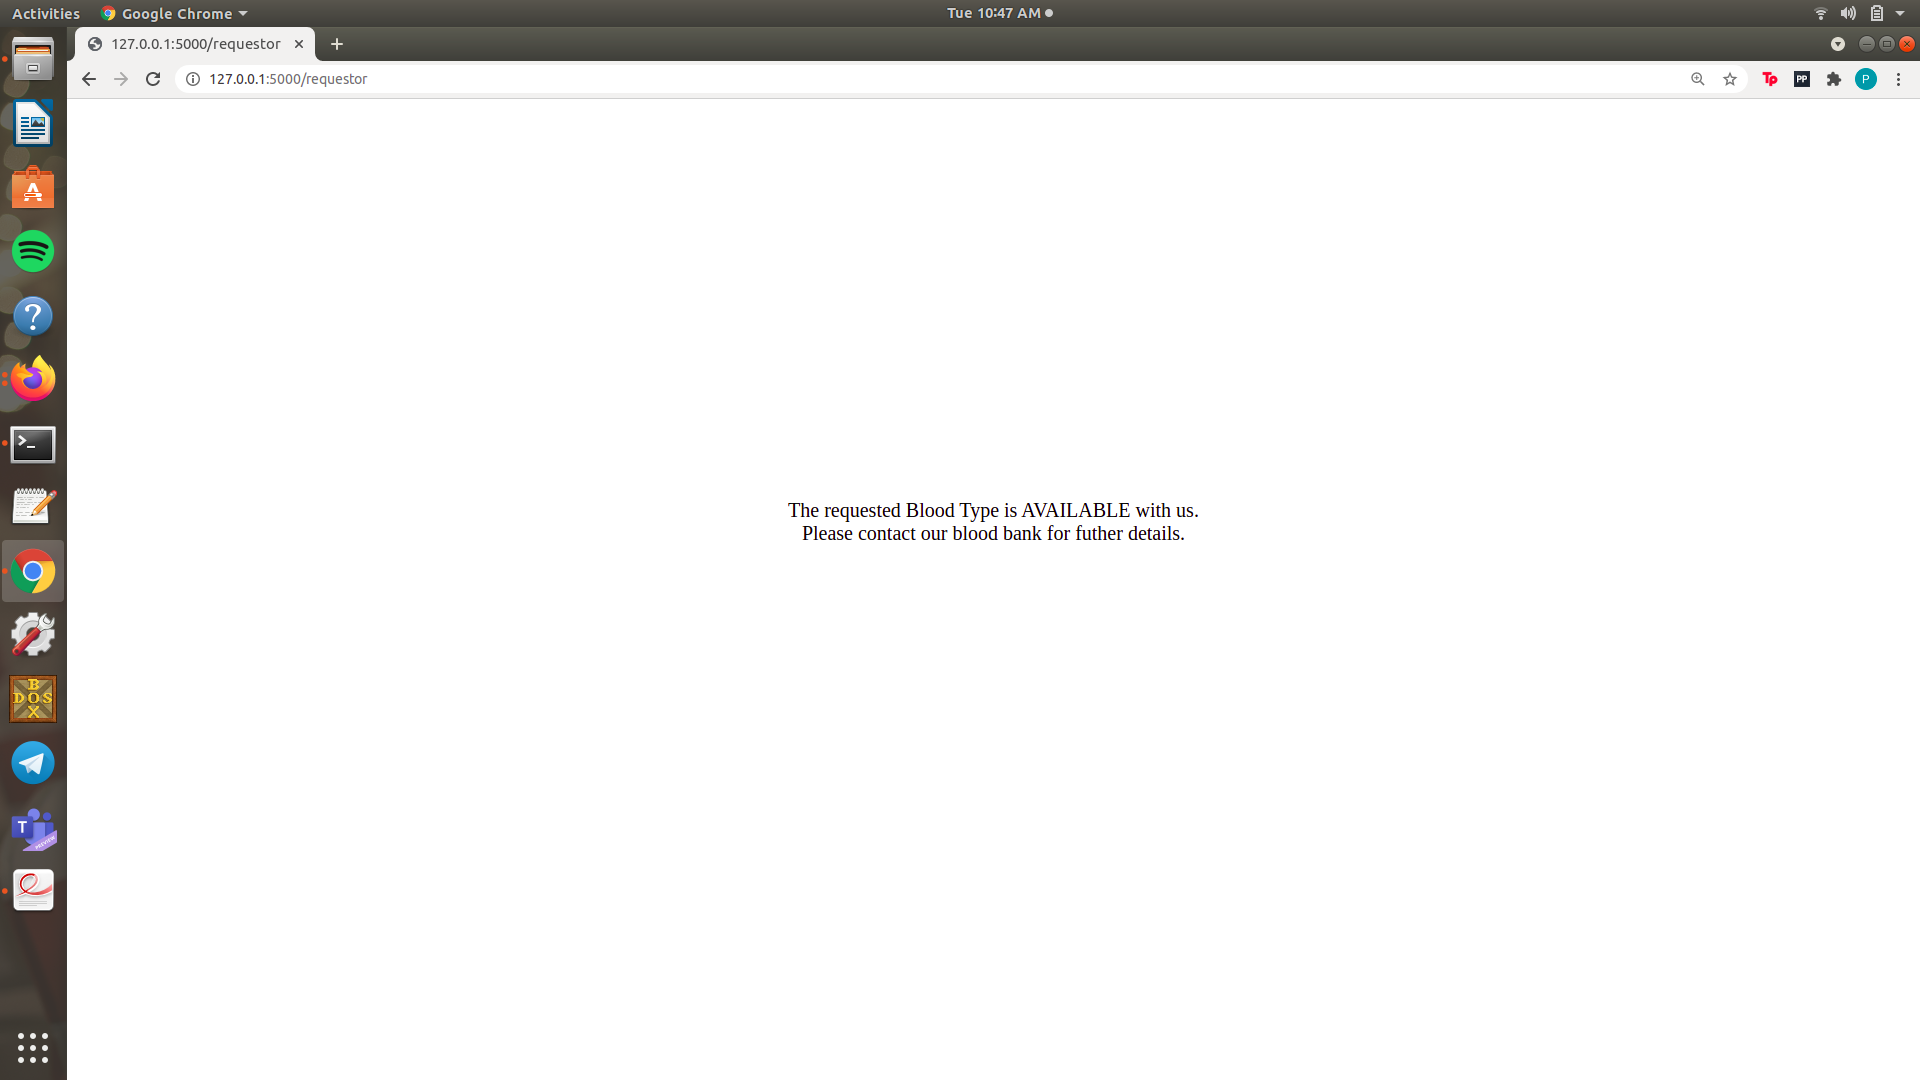 Activities
Google Chrome
Tue 10:47 AM
127.0.0.1:5000/requestor
127.0.0.1:5000/requestor
Tp
PP
P
The requested Blood Type is AVAILABLE with us.
Please contact our blood bank for futher details.
A
?
>_
B
DOS
X
T
PREVIEW